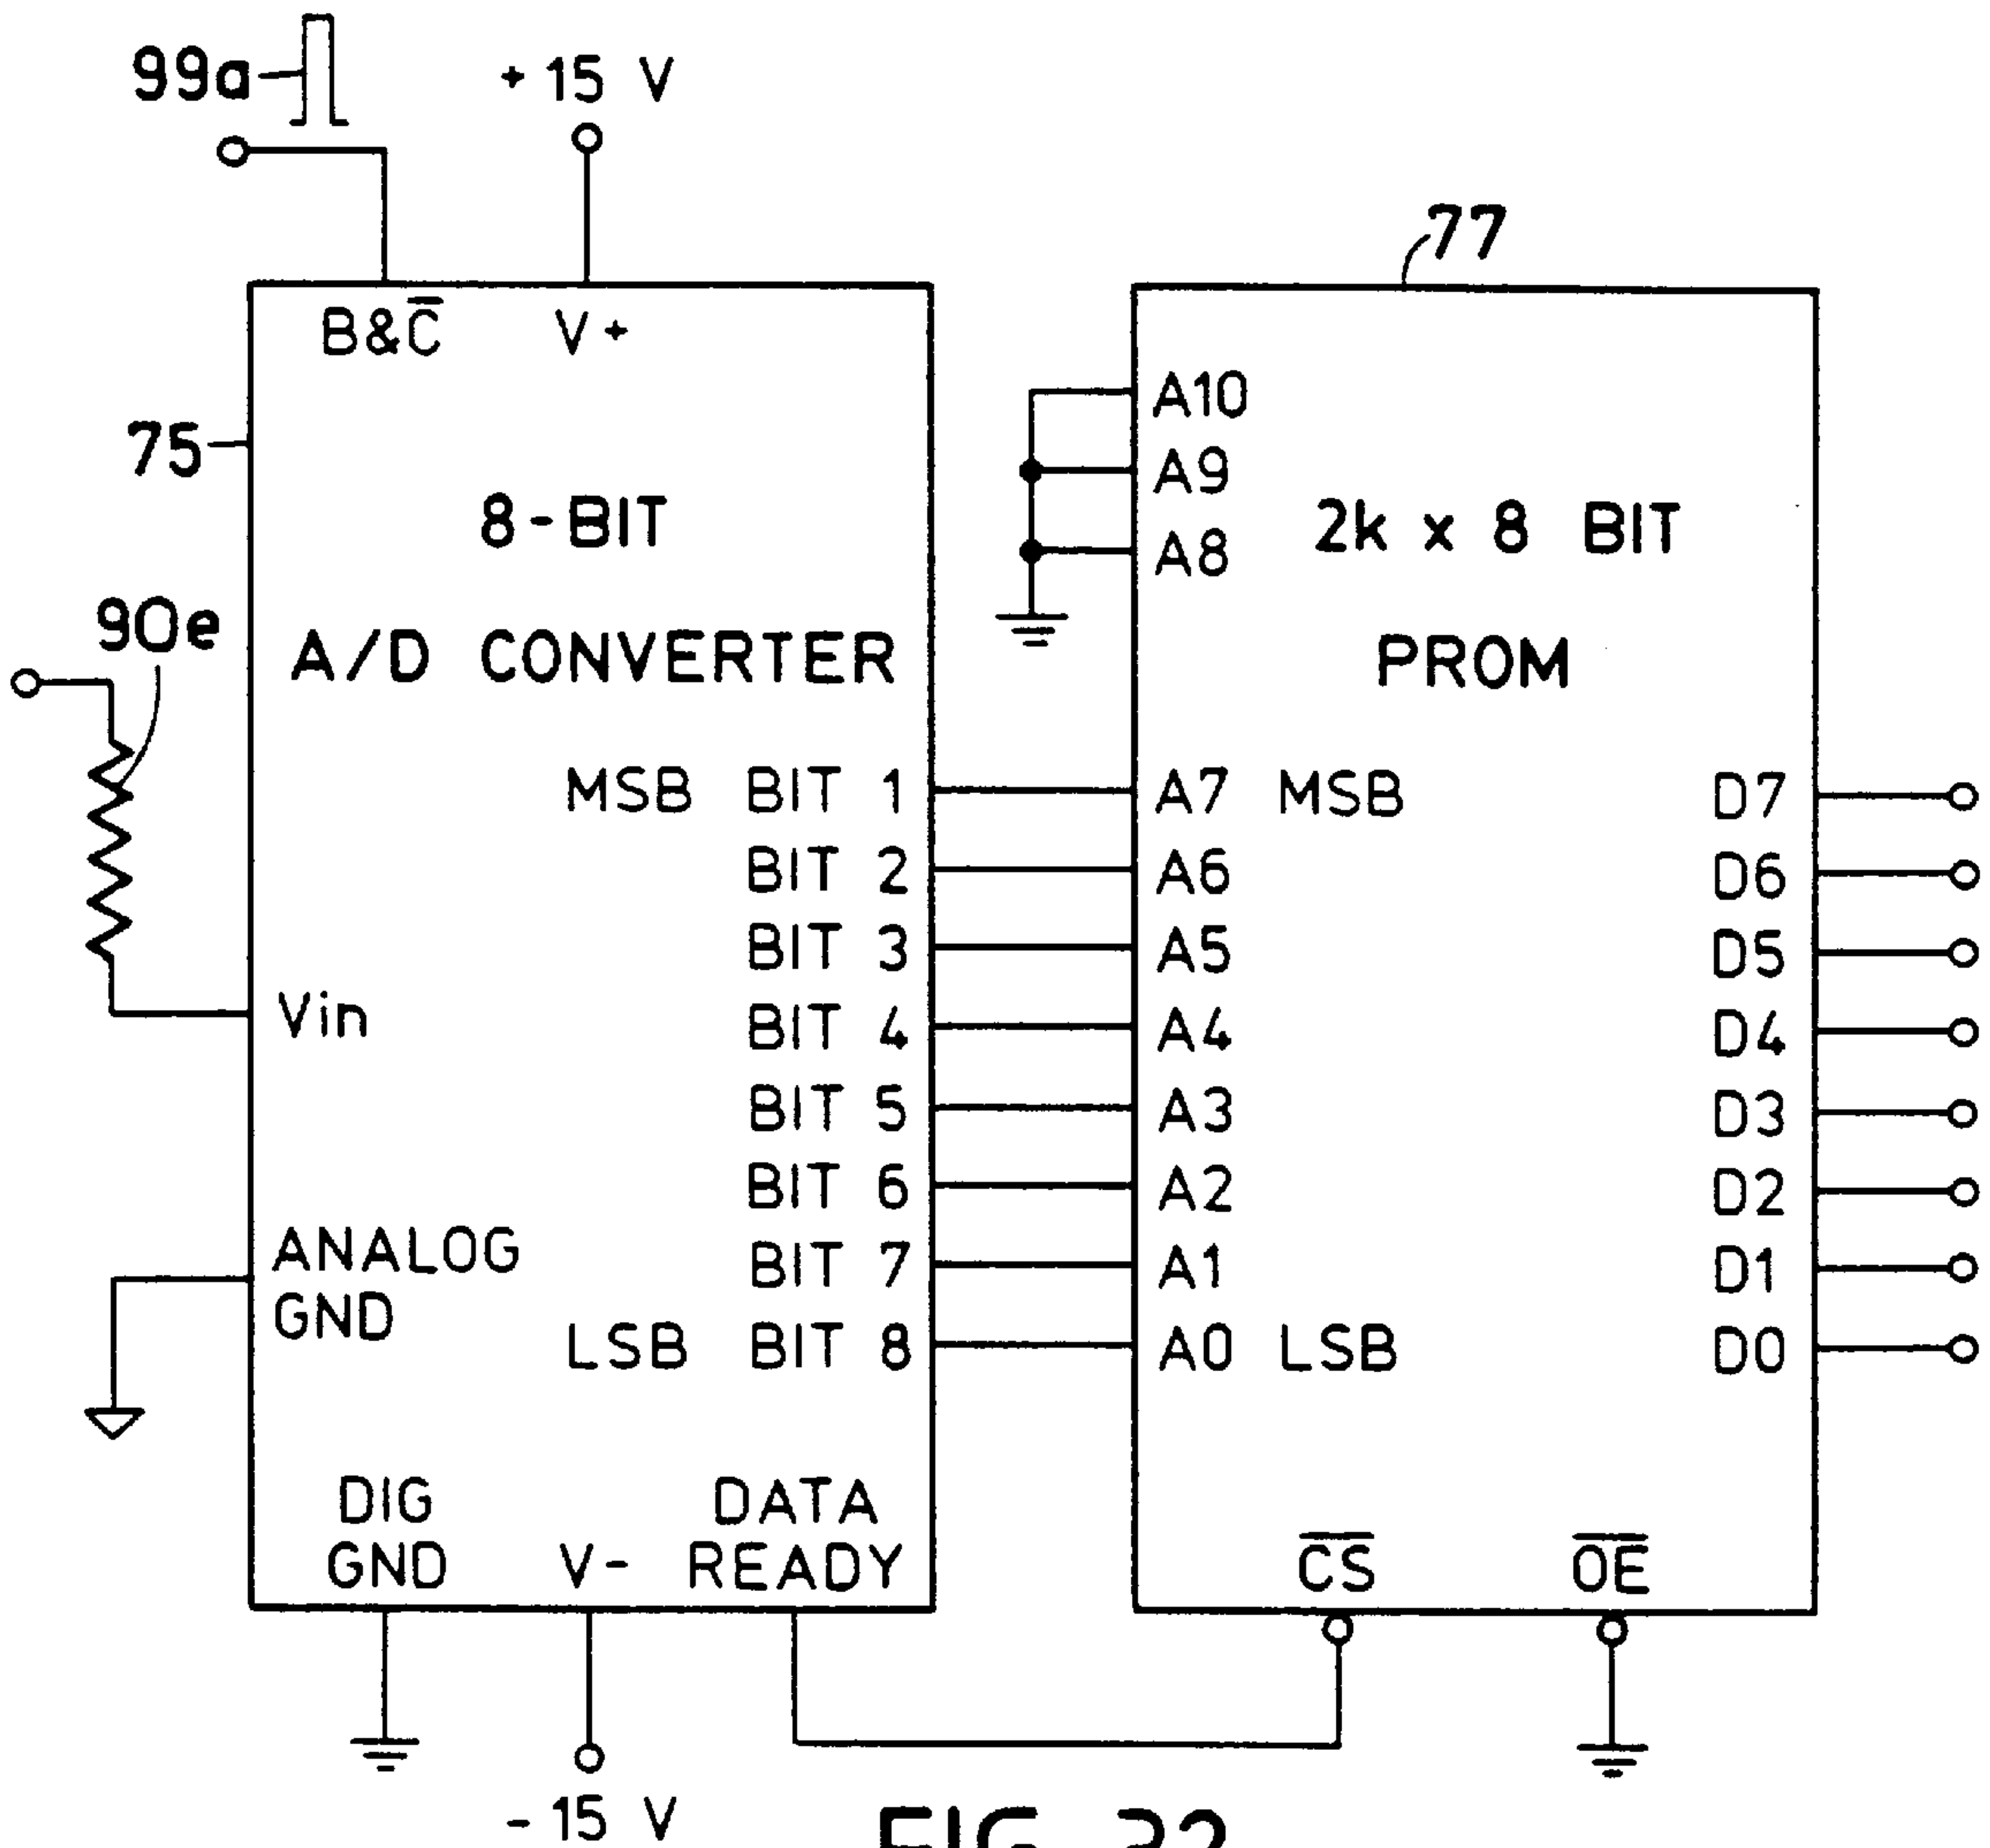 99a
+ 15 V
77
B&C̅ V+
A10
75
A9
8-BIT
2k x 8 BIT
A8
90e
A/D CONVERTER
PROM
MSB BIT 1
A7 MSB
D7
BIT 2
A6
D6
BIT 3
A5
D5
Vin
BIT 4
A4
D4
BIT 5
A3
D3
BIT 6
A2
D2
ANALOG
GND
BIT 7
A1
D1
LSB BIT 8
A0 LSB
D0
DIG
GND
V-
DATA
READY
C̅S̅
O̅E̅
- 15 V
FIG. 22